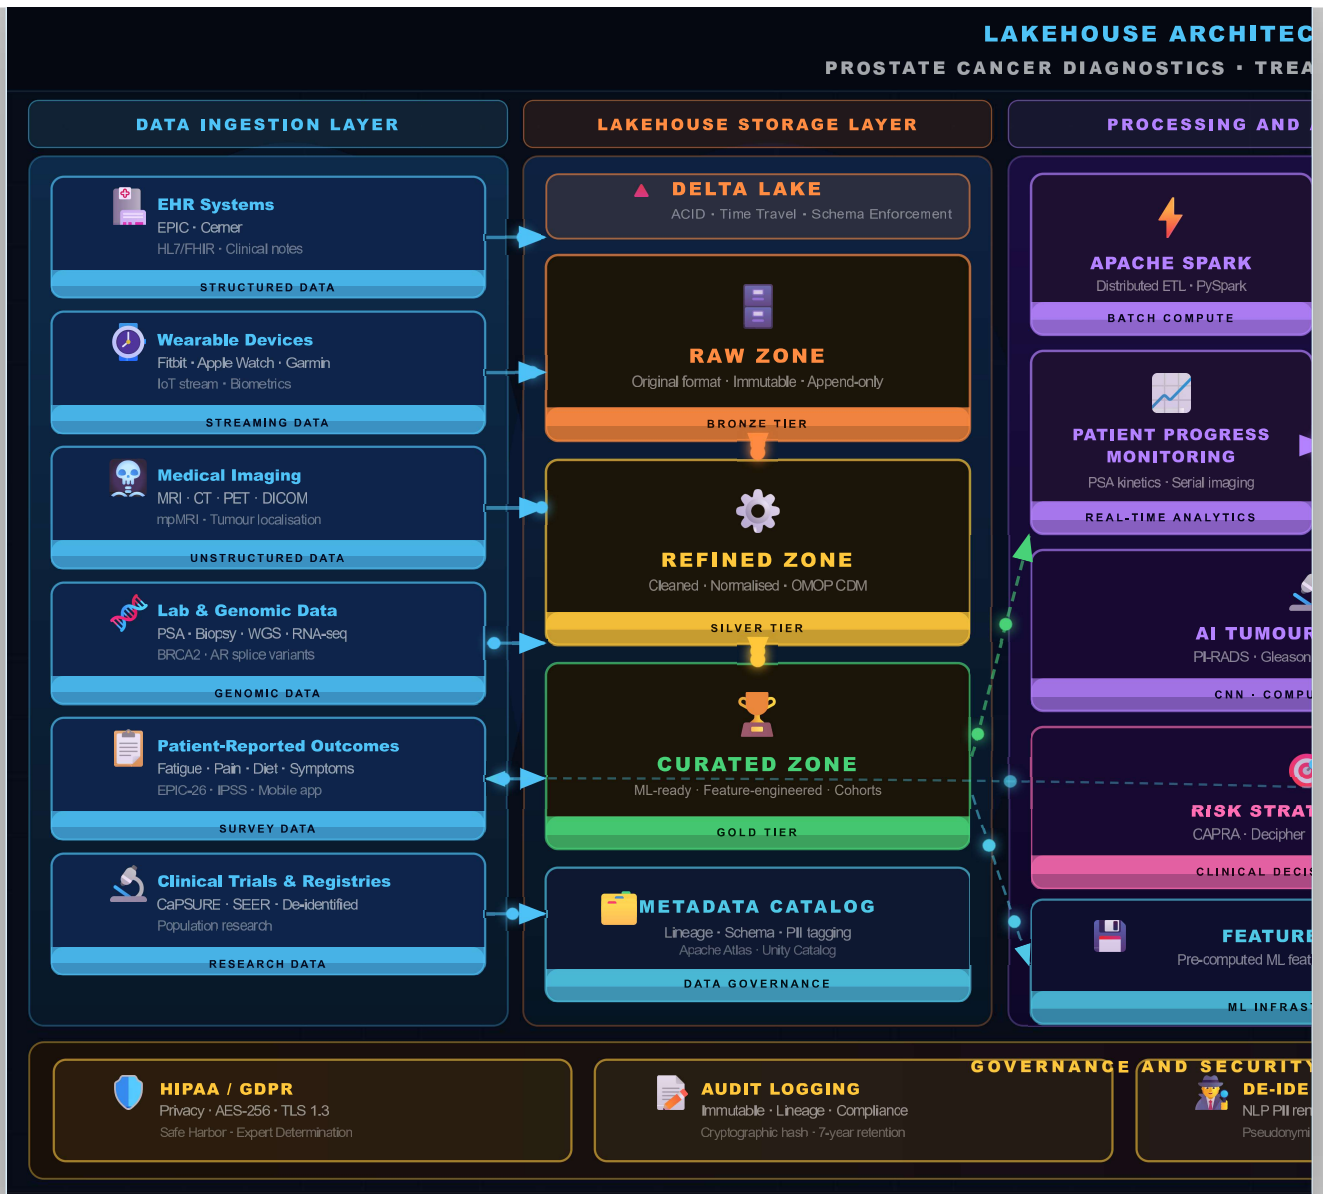 LAKEHOUSE ARCHITEC
PROSTATE CANCER DIAGNOSTICS · TREA
DATA INGESTION LAYER
EHR Systems
EPIC · Cerner
HL7/FHIR · Clinical notes
STRUCTURED DATA
Wearable Devices
Fitbit · Apple Watch · Garmin
IoT stream · Biometrics
STREAMING DATA
Medical Imaging
MRI · CT · PET · DICOM
mpMRI · Tumour localisation
UNSTRUCTURED DATA
Lab & Genomic Data
PSA · Biopsy · WGS · RNA-seq
BRCA2 · AR splice variants
GENOMIC DATA
Patient-Reported Outcomes
Fatigue · Pain · Diet · Symptoms
EPIC-26 · IPSS · Mobile app
SURVEY DATA
Clinical Trials & Registries
CaPSURE · SEER · De-identified
Population research
RESEARCH DATA
LAKEHOUSE STORAGE LAYER
DELTA LAKE
ACID · Time Travel · Schema Enforcement
RAW ZONE
Original format · Immutable · Append-only
BRONZE TIER
REFINED ZONE
Cleaned · Normalised · OMOP CDM
SILVER TIER
CURATED ZONE
ML-ready · Feature-engineered · Cohorts
GOLD TIER
METADATA CATALOG
Lineage · Schema · PII tagging
Apache Atlas · Unity Catalog
DATA GOVERNANCE
PROCESSING AND
APACHE SPARK
Distributed ETL · PySpark
BATCH COMPUTE
PATIENT PROGRESS
MONITORING
PSA kinetics · Serial imaging
REAL-TIME ANALYTICS
AI TUMOUR
PI-RADS · Gleason
CNN · COMPU
RISK STRAT
CAPRA · Decipher
CLINICAL DECIS
FEATURE
Pre-computed ML feat
ML INFRAST
GOVERNANCE AND SECURITY
HIPAA / GDPR
Privacy · AES-256 · TLS 1.3
Safe Harbor · Expert Determination
AUDIT LOGGING
Immutable · Lineage · Compliance
Cryptographic hash · 7-year retention
DE-IDE
NLP PII rem
Pseudonymi